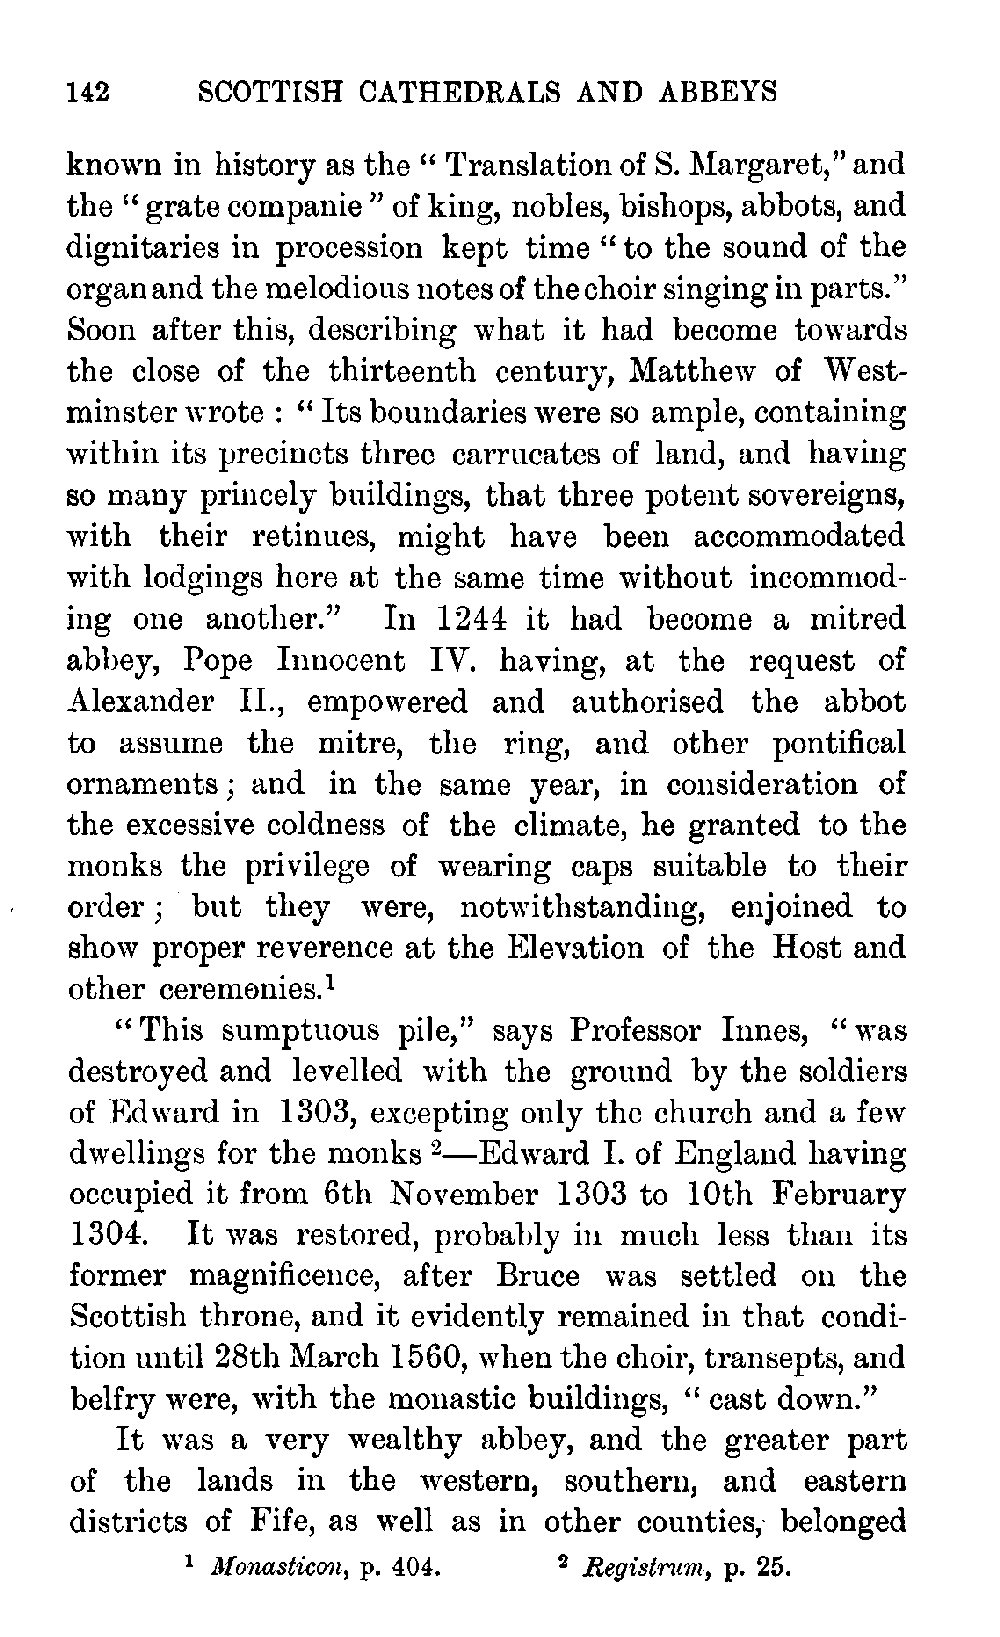 142 SCOTTISH CATHEDRALS AND ABBEYS
known in history as the “ Translation of S. Margaret,” and
the “ grate companie ” of king, nobles, bishops, abbots, and
dignitaries in procession kept time “ to the sound of the
organ and the melodious notes of the choir singing in parts.”
Soon after this, describing what it had become towards
the close of the thirteenth century, Matthew of West-
minster wrote : “ Its boundaries were so ample, containing
within its precincts three carrucates of land, and having
so many princely buildings, that three potent sovereigns,
with their retinues, might have been accommodated
with lodgings here at the same time without incommod-
ing one another.” In 1244 it had become a mitred
abbey, Pope Innocent IV. having, at the request of
Alexander II., empowered and authorised the abbot
to assume the mitre, the ring, and other pontifical
ornaments ; and in the same year, in consideration of
the excessive coldness of the climate, he granted to the
monks the privilege of wearing caps suitable to their
order ; but they were, notwithstanding, enjoined to
show proper reverence at the Elevation of the Host and
other ceremonies.¹
“ This sumptuous pile,” says Professor Innes, “ was
destroyed and levelled with the ground by the soldiers
of Edward in 1303, excepting only the church and a few
dwellings for the monks ²—Edward I. of England having
occupied it from 6th November 1303 to 10th February
1304. It was restored, probably in much less than its
former magnificence, after Bruce was settled on the
Scottish throne, and it evidently remained in that condi-
tion until 28th March 1560, when the choir, transepts, and
belfry were, with the monastic buildings, “ cast down.”
It was a very wealthy abbey, and the greater part
of the lands in the western, southern, and eastern
districts of Fife, as well as in other counties, belonged
¹ Monasticon, p. 404. ² Registrum, p. 25.